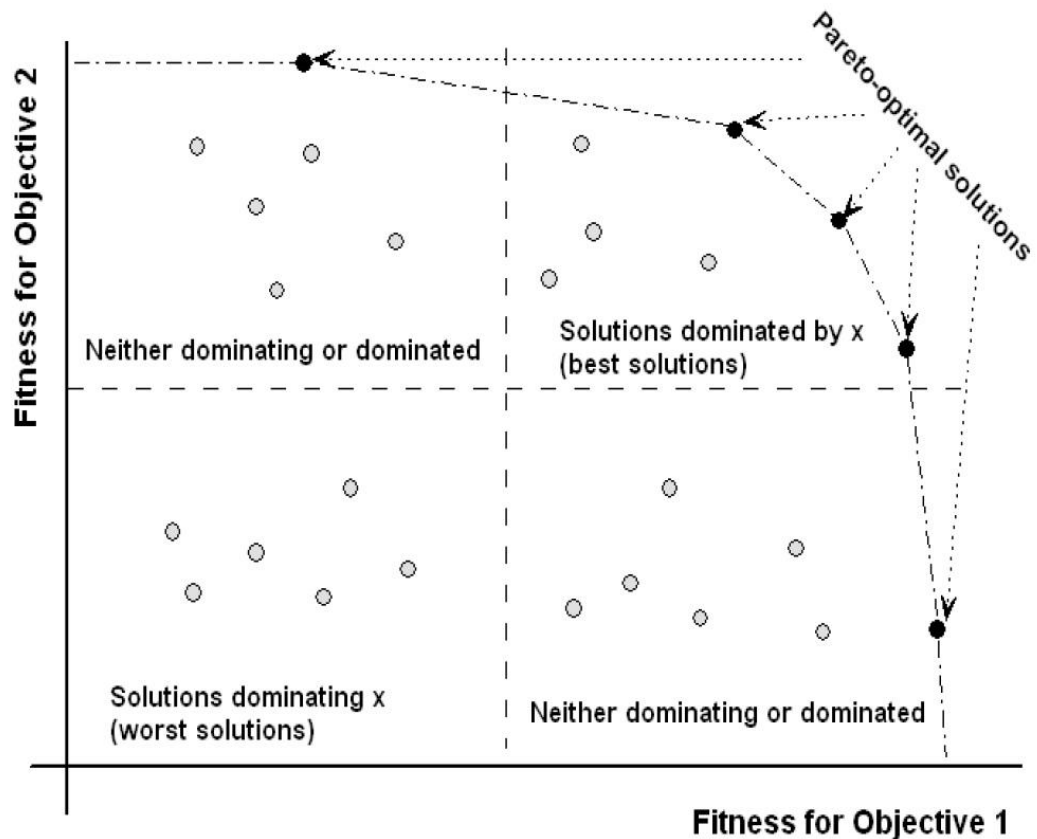 Pareto-optimal solutions
Fitness for Objective 2
Neither dominating or dominated
Solutions dominated by x
(best solutions)
Solutions dominating x
(worst solutions)
Neither dominating or dominated
Fitness for Objective 1